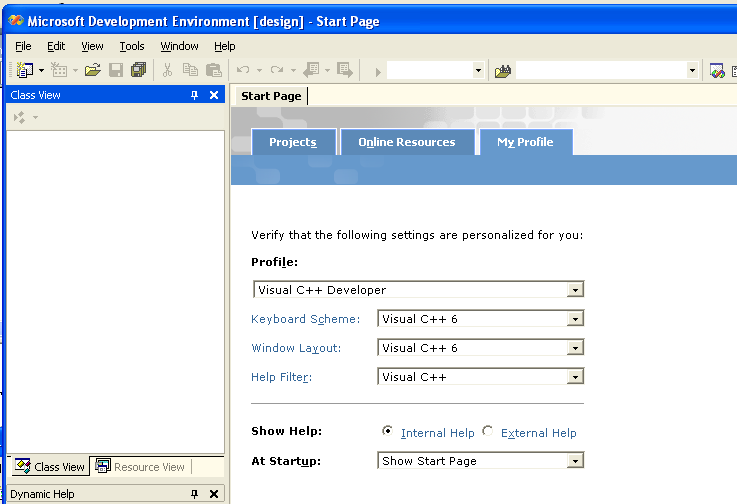 Microsoft Development Environment [design] - Start Page
File Edit View Tools Window Help
Class View
Start Page
Projects Online Resources My Profile
Verify that the following settings are personalized for you:
Profile:
Visual C++ Developer
Keyboard Scheme: Visual C++ 6
Window Layout: Visual C++ 6
Help Filter: Visual C++
Show Help: Internal Help External Help
At Startup: Show Start Page
Class View Resource View
Dynamic Help